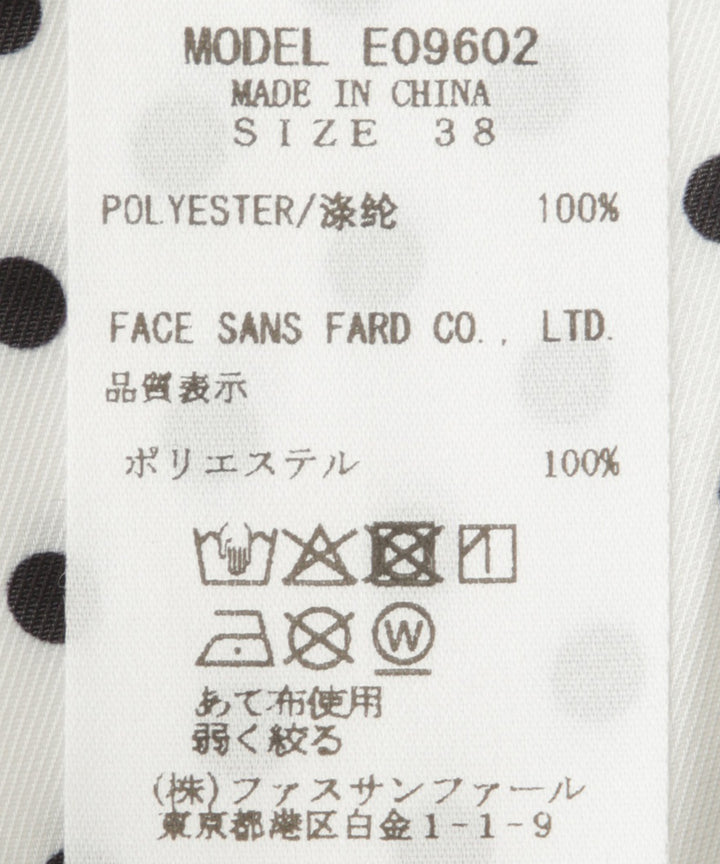 MODEL E09602
MADE IN CHINA
SIZE 38
POLYESTER/涤纶 100%
FACE SANS FARD CO., LTD.
品質表示
ポリエステル 100%
W
あて布使用
弱く絞る
(株)ファスサンファール
東京都港区白金1-1-9